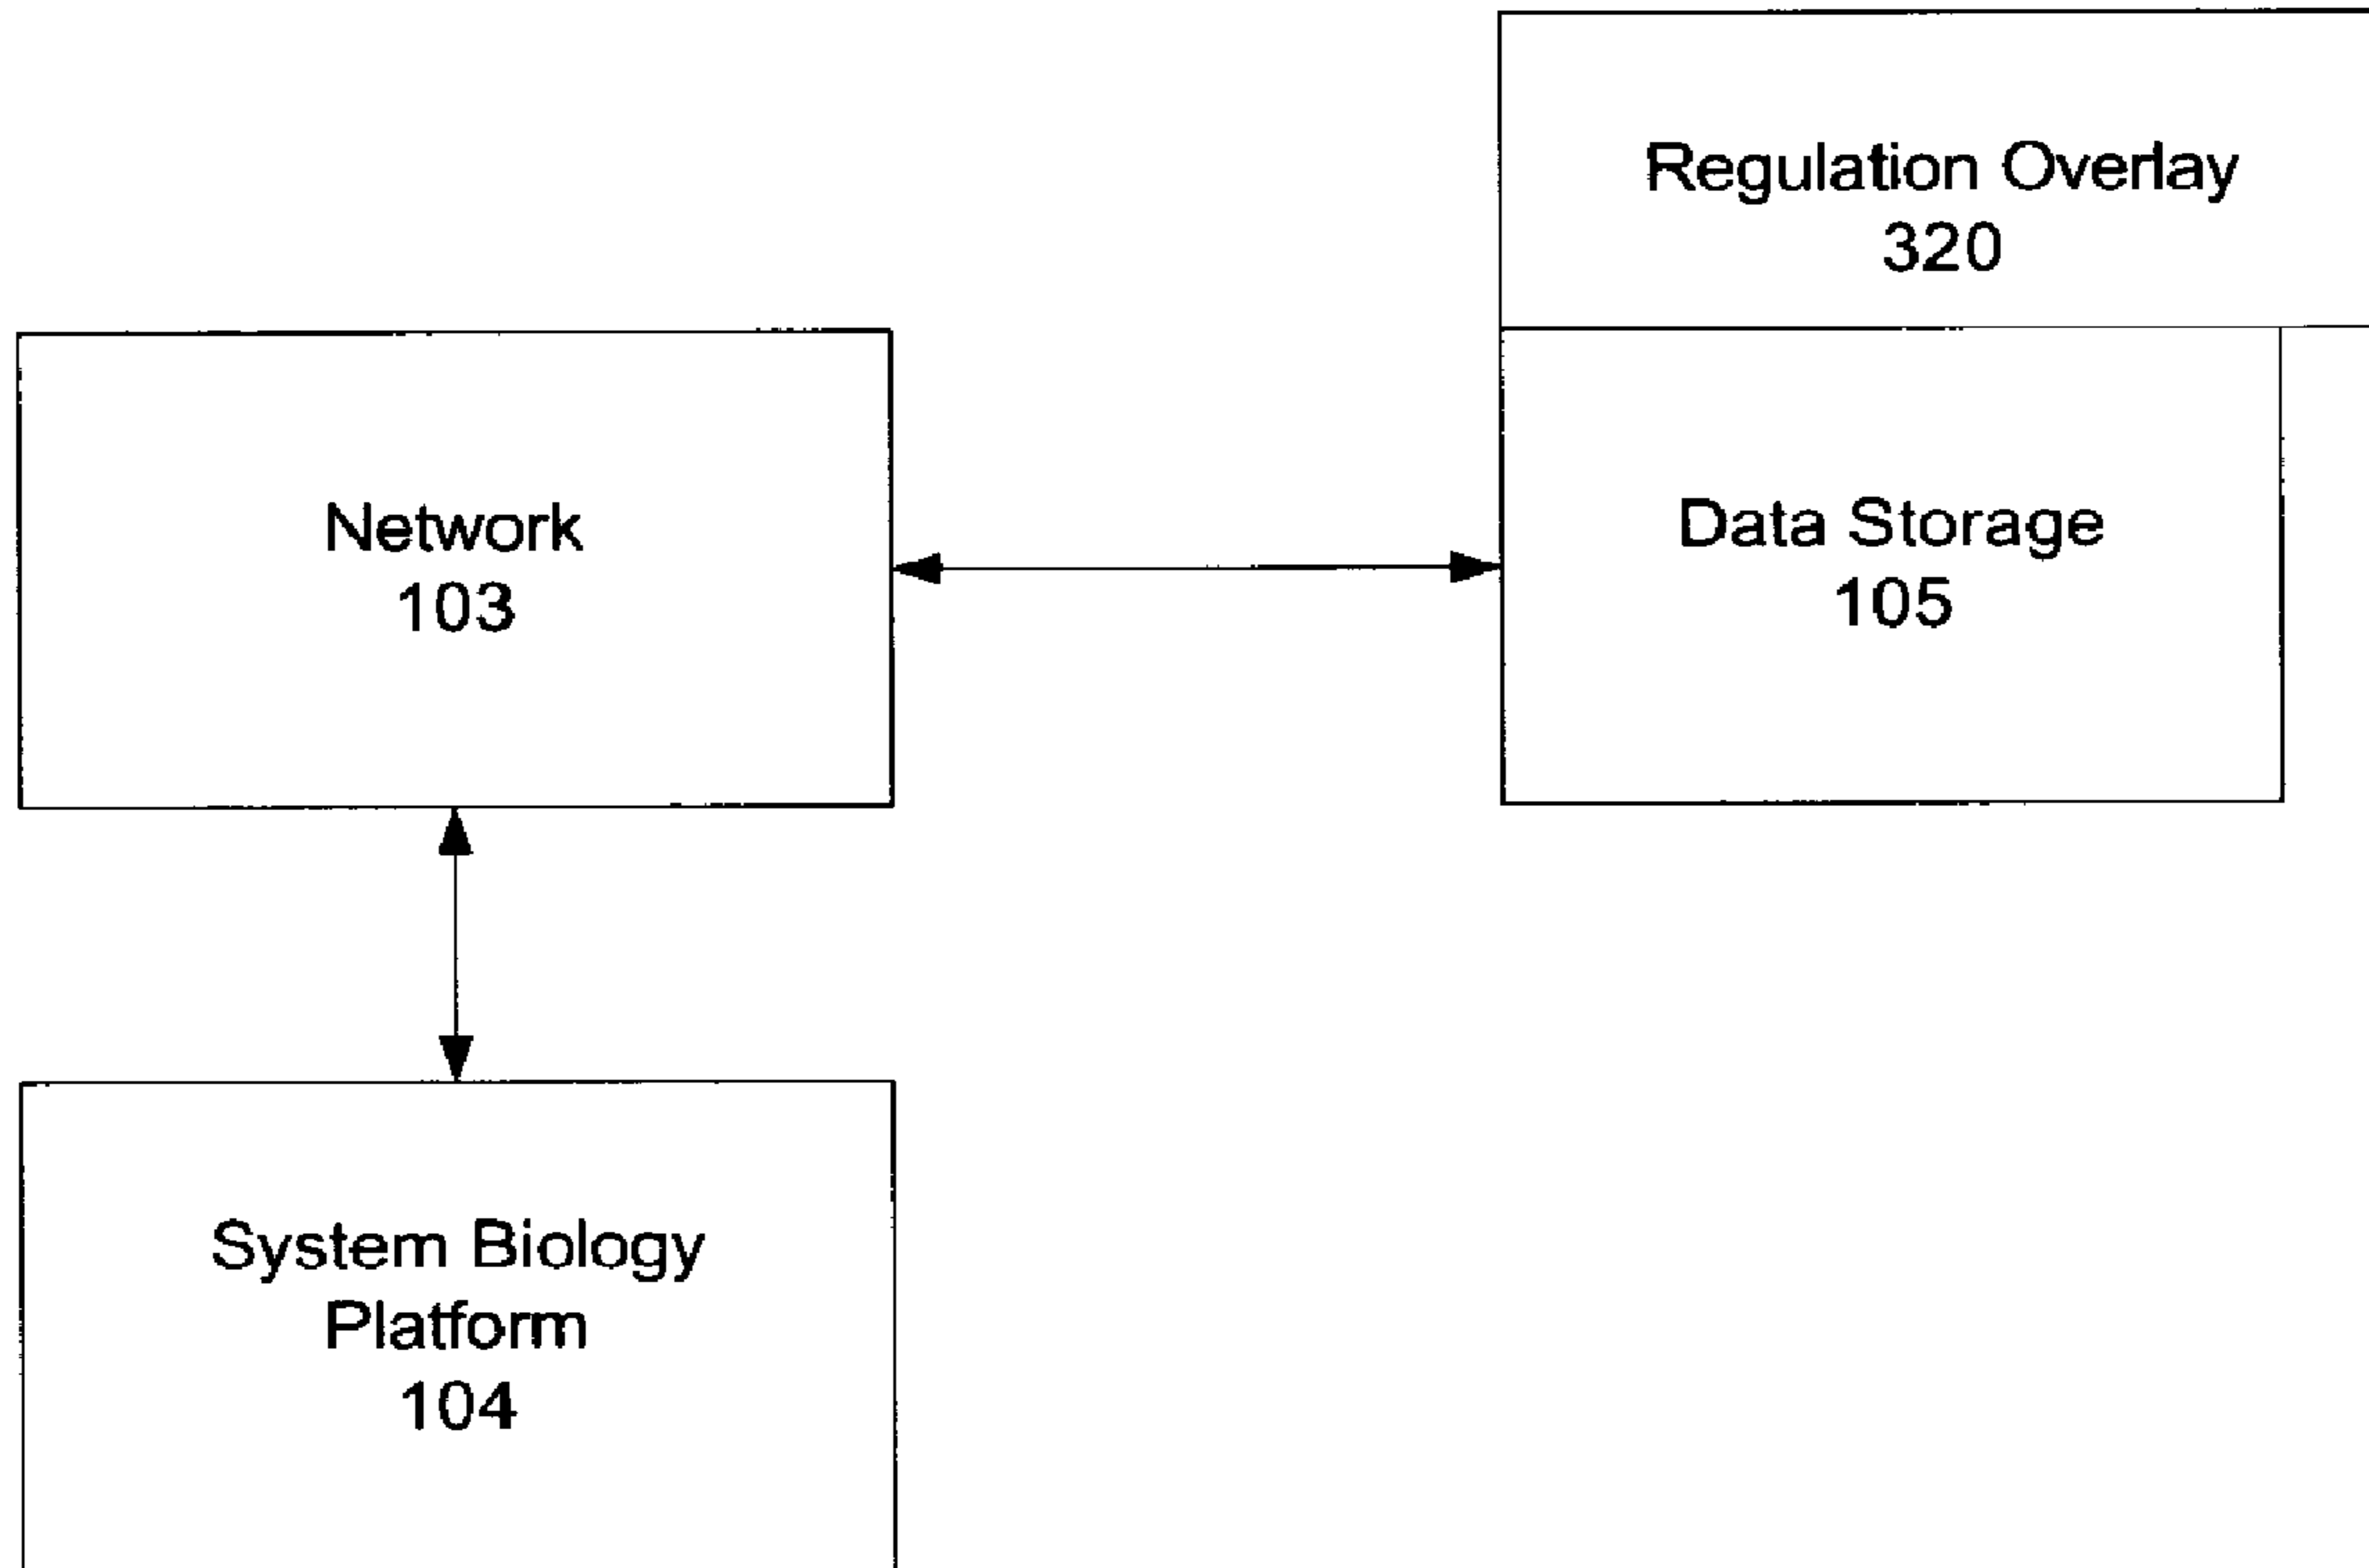 Regulation Overlay
320
Network
103
Data Storage
105
System Biology
Platform
104